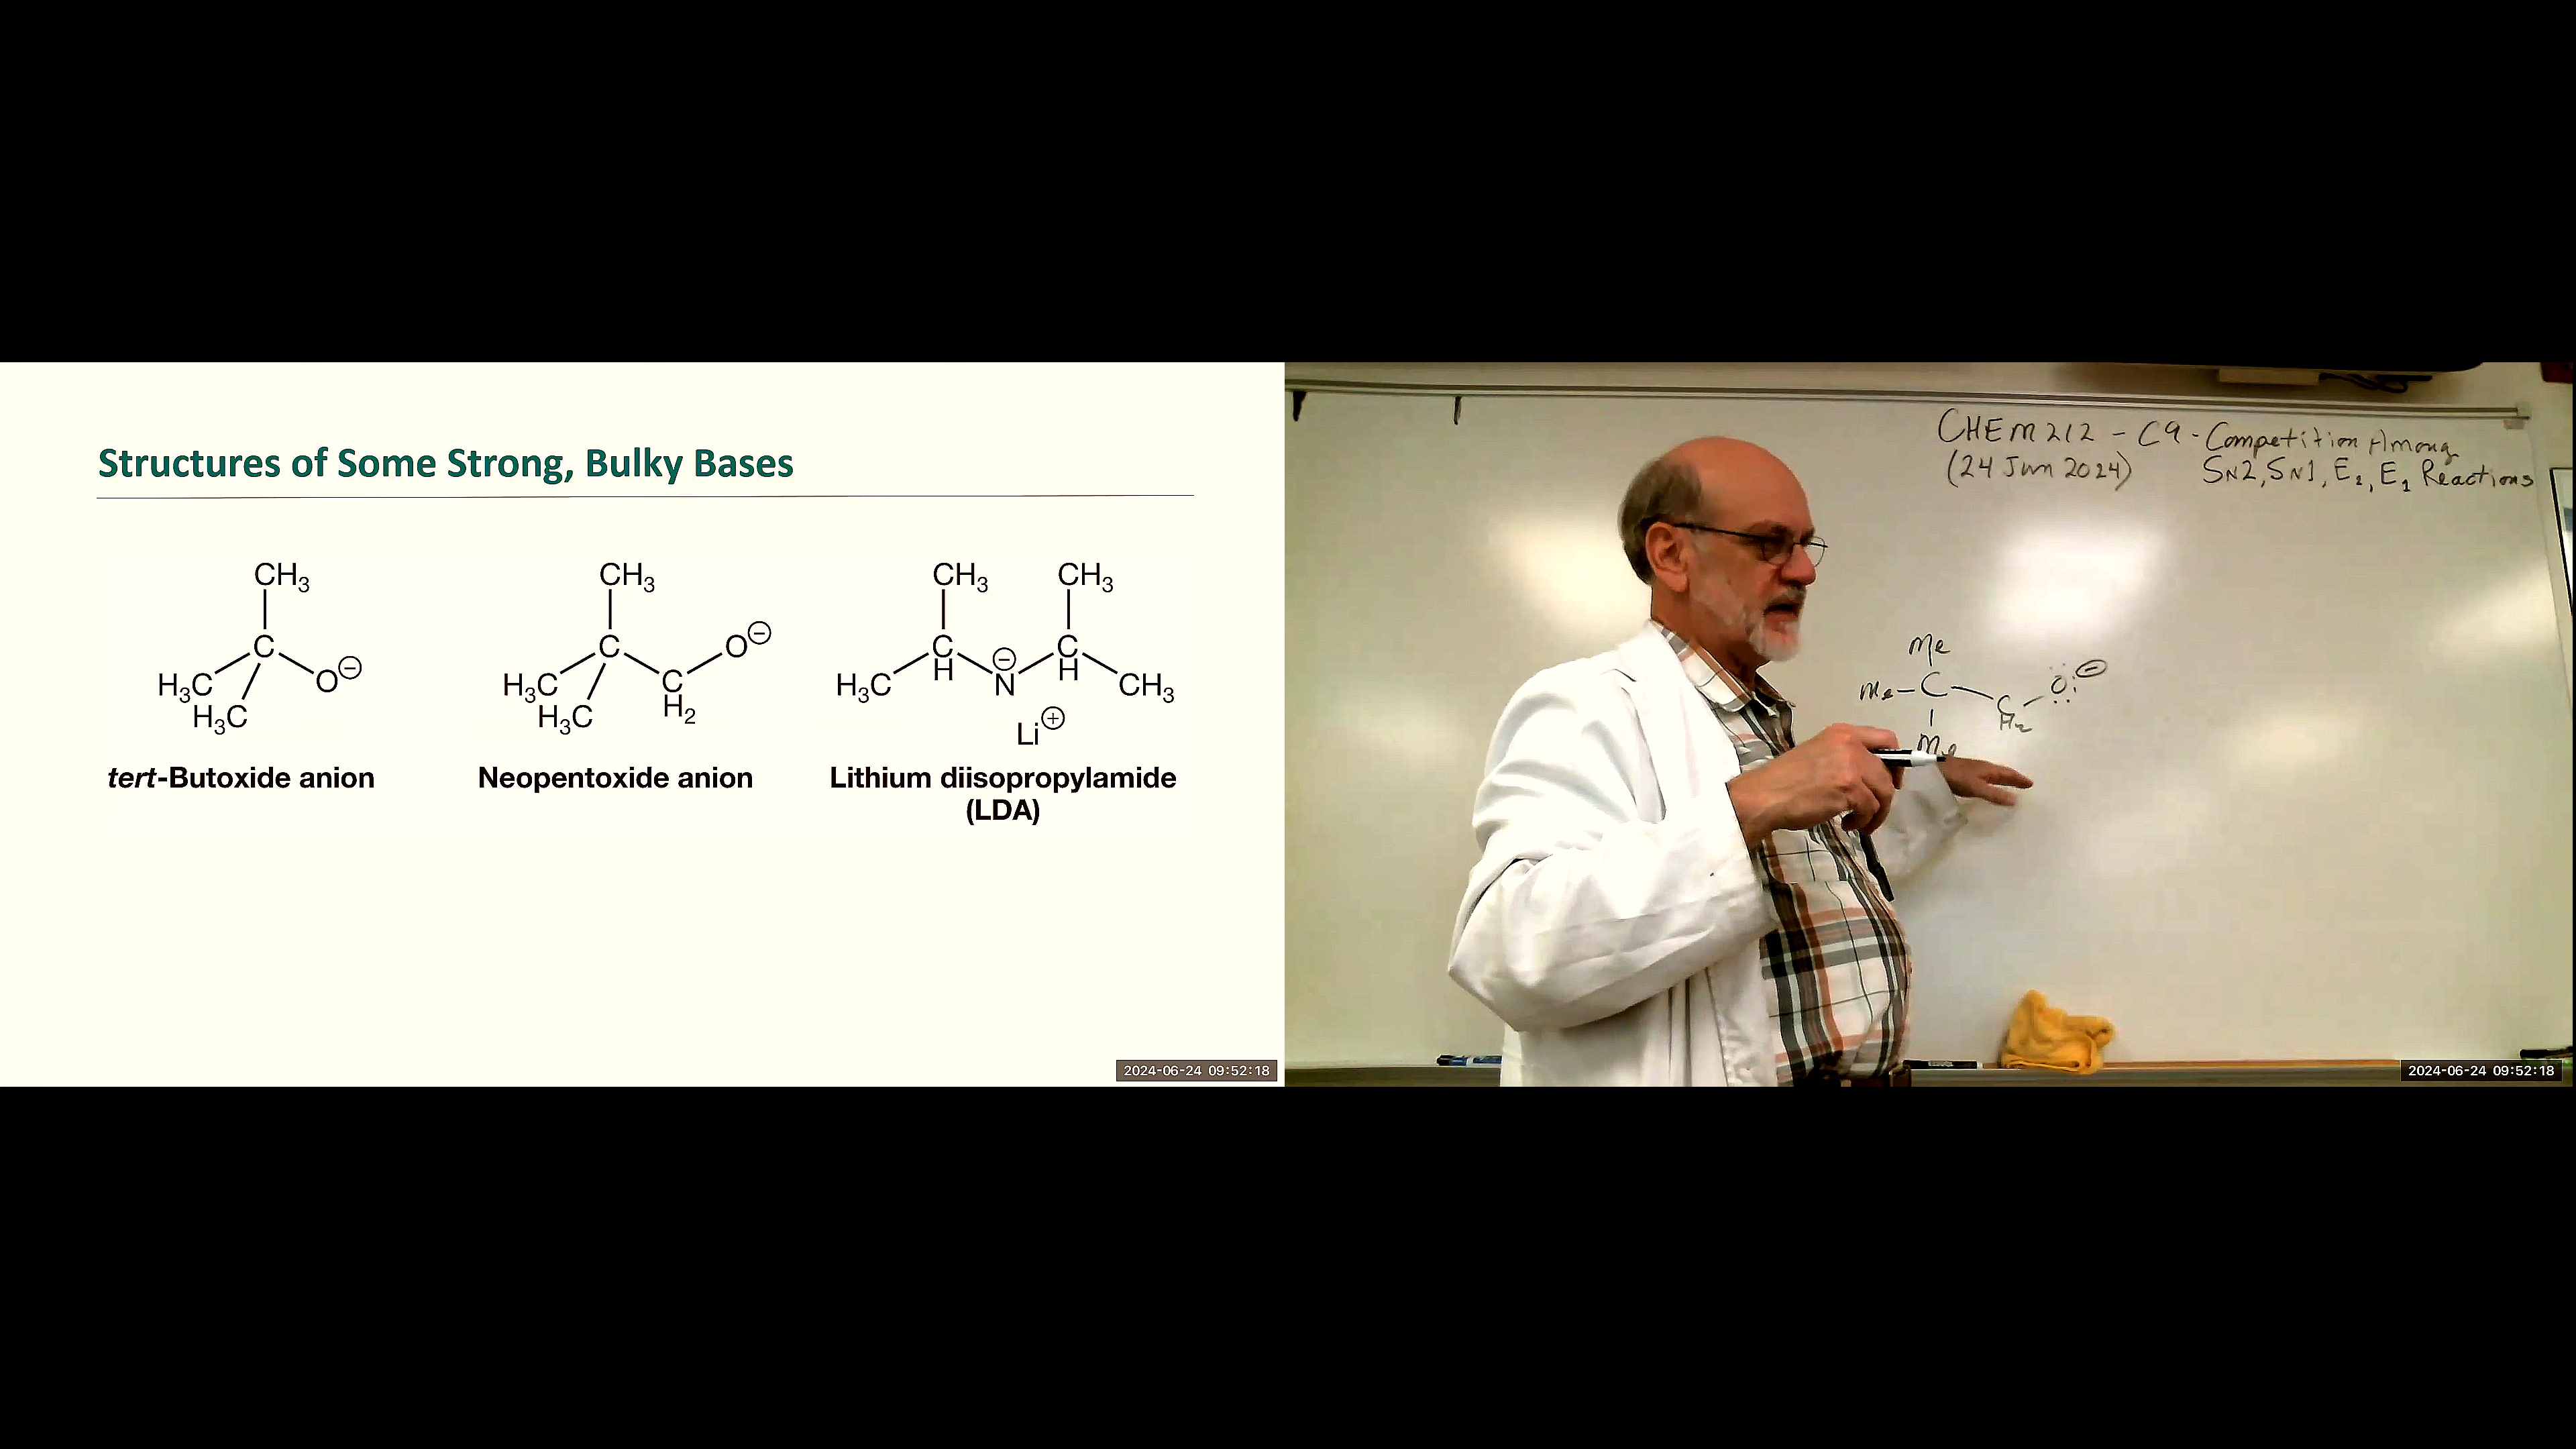 Structures of Some Strong, Bulky Bases
CH₃
C
H₃C
H₃C
O⊖
tert-Butoxide anion
CH₃
C
H₃C
H₃C
C
H₂
O⊖
Neopentoxide anion
CH₃ CH₃
C C
H H
H₃C ⊖ CH₃
N
Li⊕
Lithium diisopropylamide
(LDA)
2024-06-24 09:52:18
CHEM 212 - C9 - Competition Among
(24 Jun 2024) SN2, SN1, E₂, E₁ Reactions
Me
Me-C C O:⊖
H₂
Me
2024-06-24 09:52:18